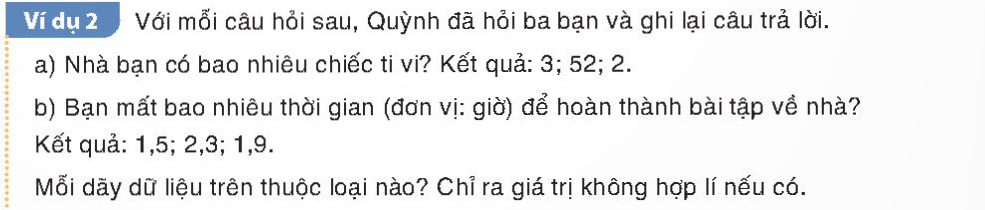 Ví dụ 2 Với mỗi câu hỏi sau, Quỳnh đã hỏi ba bạn và ghi lại câu trả lời.
a) Nhà bạn có bao nhiêu chiếc ti vi? Kết quả: 3; 52; 2.
b) Bạn mất bao nhiêu thời gian (đơn vị: giờ) để hoàn thành bài tập về nhà?
Kết quả: 1,5; 2,3; 1,9.
Mỗi dãy dữ liệu trên thuộc loại nào? Chỉ ra giá trị không hợp lí nếu có.